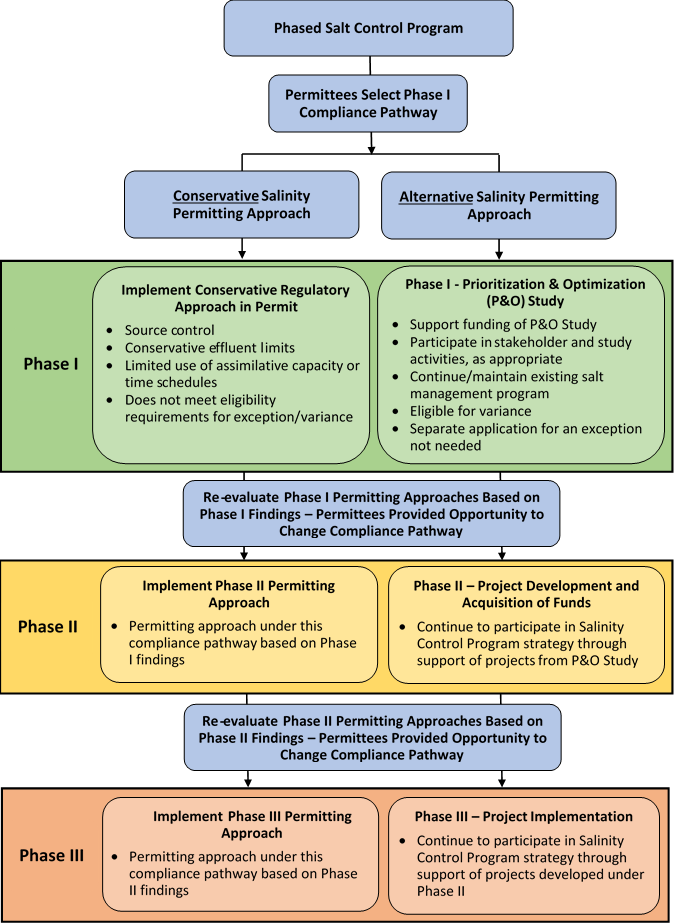 Phased Salt Control Program
Permittees Select Phase I
Compliance Pathway
Conservative Salinity
Permitting Approach
Alternative Salinity Permitting
Approach
Phase I
Implement Conservative Regulatory
Approach in Permit
• Source control
• Conservative effluent limits
• Limited use of assimilative capacity or
time schedules
• Does not meet eligibility
requirements for exception/variance
Phase I - Prioritization & Optimization
(P&O) Study
• Support funding of P&O Study
• Participate in stakeholder and study
activities, as appropriate
• Continue/maintain existing salt
management program
• Eligible for variance
• Separate application for an exception
not needed
Re-evaluate Phase I Permitting Approaches Based on
Phase I Findings – Permittees Provided Opportunity to
Change Compliance Pathway
Phase II
Implement Phase II Permitting
Approach
• Permitting approach under this
compliance pathway based on Phase
I findings
Phase II – Project Development and
Acquisition of Funds
• Continue to participate in Salinity
Control Program strategy through
support of projects from P&O Study
Re-evaluate Phase II Permitting Approaches Based on
Phase II Findings – Permittees Provided Opportunity to
Change Compliance Pathway
Phase III
Implement Phase III Permitting
Approach
• Permitting approach under this
compliance pathway based on Phase
II findings
Phase III – Project Implementation
• Continue to participate in Salinity
Control Program strategy through
support of projects developed under
Phase II